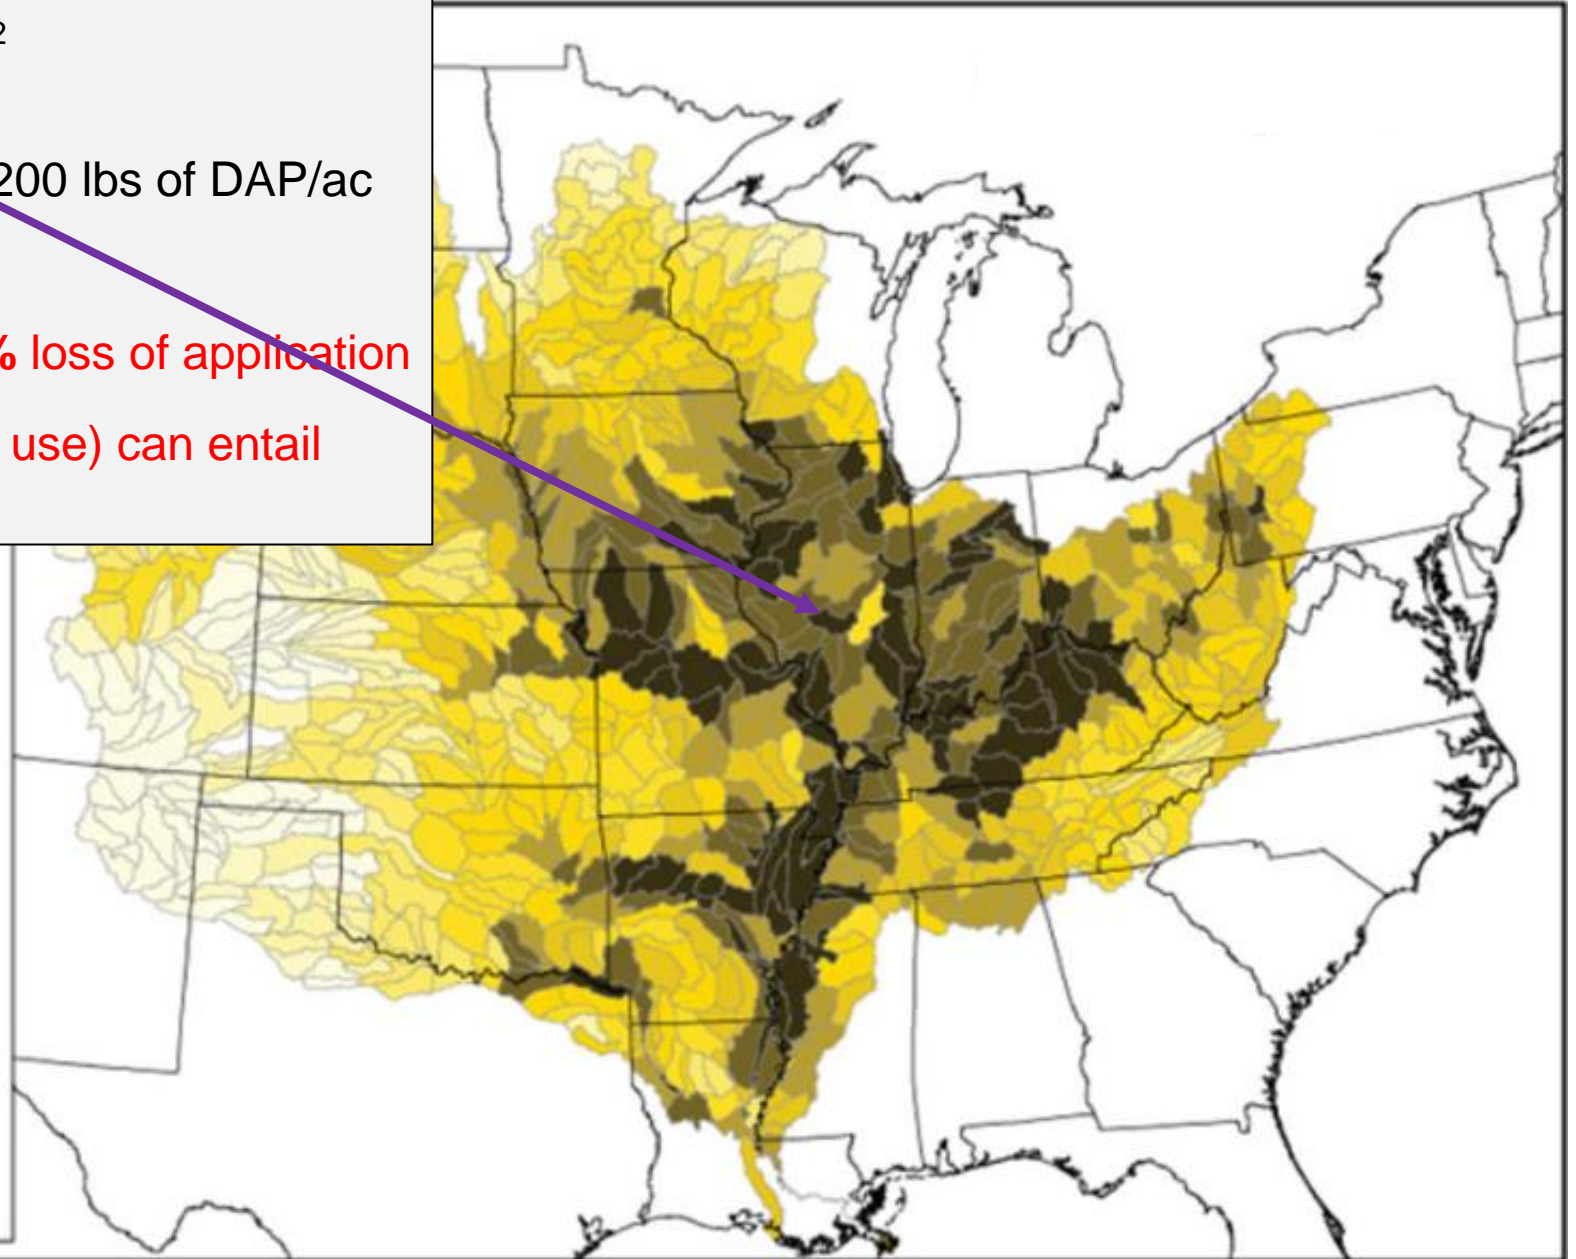 2
200 lbs of DAP/ac
% loss of application
use) can entail